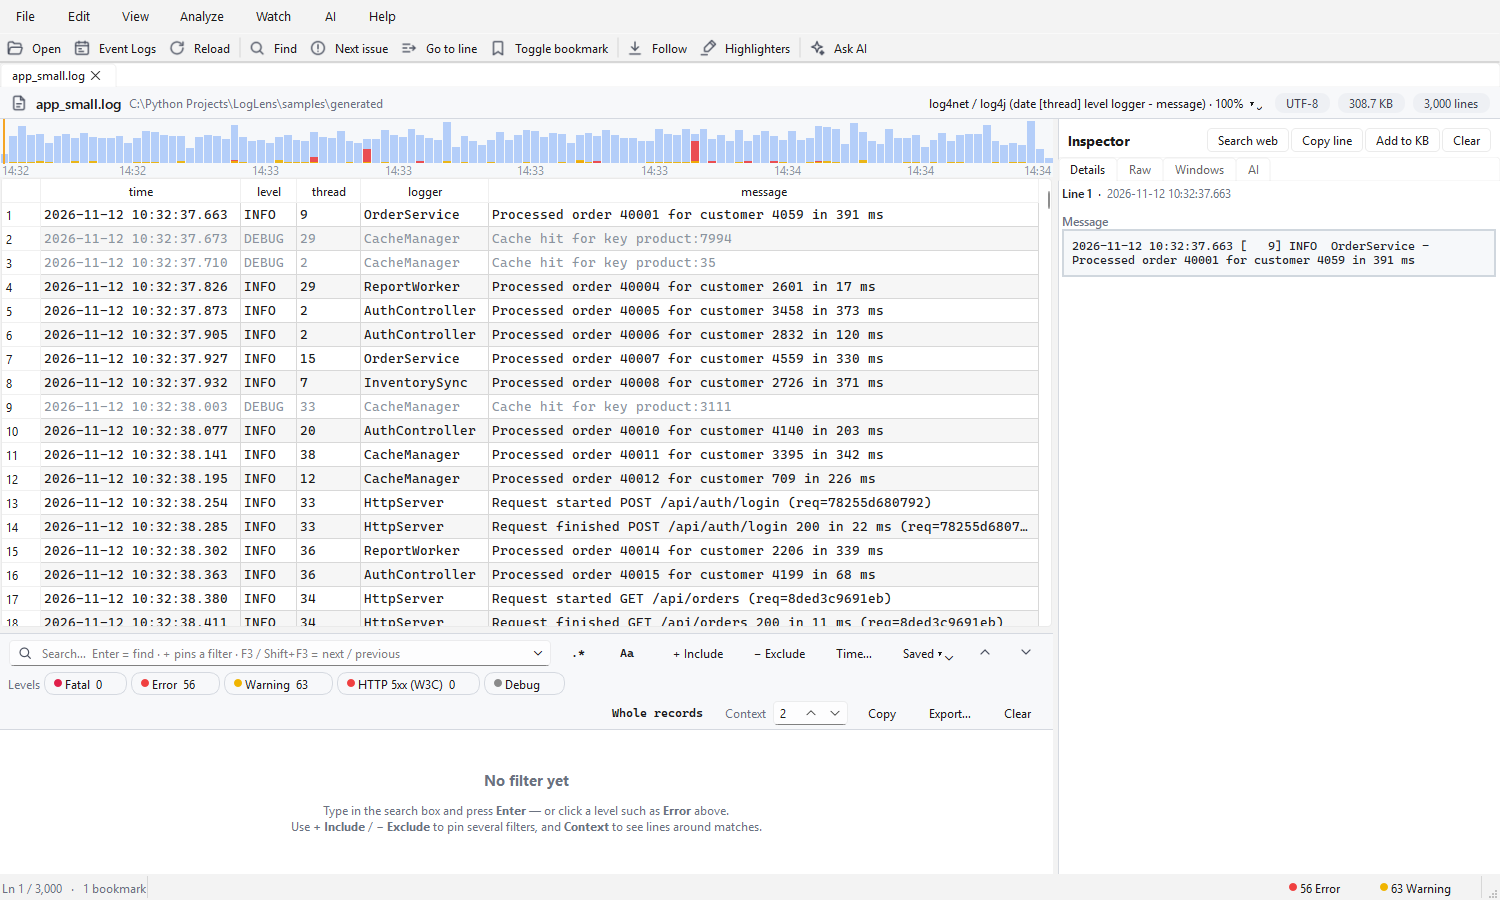 File Edit View Analyze Watch AI Help
Open Event Logs Reload Find Next issue Go to line Toggle bookmark Follow Highlighters Ask AI
app_small.log
app_small.log C:\Python Projects\LogLens\samples\generated log4net / log4j (date [thread] level logger - message) · 100% UTF-8 308.7 KB 3,000 lines
14:32 14:32 14:33 14:33 14:33 14:33 14:34 14:34 14:34
time level thread logger message
1 2026-11-12 10:32:37.663 INFO 9 OrderService Processed order 40001 for customer 4059 in 391 ms
2 2026-11-12 10:32:37.673 DEBUG 29 CacheManager Cache hit for key product:7994
3 2026-11-12 10:32:37.710 DEBUG 2 CacheManager Cache hit for key product:35
4 2026-11-12 10:32:37.826 INFO 29 ReportWorker Processed order 40004 for customer 2601 in 17 ms
5 2026-11-12 10:32:37.873 INFO 2 AuthController Processed order 40005 for customer 3458 in 373 ms
6 2026-11-12 10:32:37.905 INFO 2 AuthController Processed order 40006 for customer 2832 in 120 ms
7 2026-11-12 10:32:37.927 INFO 15 OrderService Processed order 40007 for customer 4559 in 330 ms
8 2026-11-12 10:32:37.932 INFO 7 InventorySync Processed order 40008 for customer 2726 in 371 ms
9 2026-11-12 10:32:38.003 DEBUG 33 CacheManager Cache hit for key product:3111
10 2026-11-12 10:32:38.077 INFO 20 AuthController Processed order 40010 for customer 4140 in 203 ms
11 2026-11-12 10:32:38.141 INFO 38 CacheManager Processed order 40011 for customer 3395 in 342 ms
12 2026-11-12 10:32:38.195 INFO 12 CacheManager Processed order 40012 for customer 709 in 226 ms
13 2026-11-12 10:32:38.254 INFO 33 HttpServer Request started POST /api/auth/login (req=78255d680792)
14 2026-11-12 10:32:38.285 INFO 33 HttpServer Request finished POST /api/auth/login 200 in 22 ms (req=78255d6807…
15 2026-11-12 10:32:38.302 INFO 36 ReportWorker Processed order 40014 for customer 2206 in 339 ms
16 2026-11-12 10:32:38.363 INFO 36 AuthController Processed order 40015 for customer 4199 in 68 ms
17 2026-11-12 10:32:38.380 INFO 34 HttpServer Request started GET /api/orders (req=8ded3c9691eb)
18 2026-11-12 10:32:38.411 INFO 34 HttpServer Request finished GET /api/orders 200 in 11 ms (req=8ded3c9691eb)
Search... Enter = find · + pins a filter · F3 / Shift+F3 = next / previous .* Aa + Include − Exclude Time... Saved
Levels Fatal 0 Error 56 Warning 63 HTTP 5xx (W3C) 0 Debug
Whole records Context 2 Copy Export... Clear
No filter yet
Type in the search box and press Enter — or click a level such as Error above.
Use + Include / − Exclude to pin several filters, and Context to see lines around matches.
Inspector Search web Copy line Add to KB Clear
Details Raw Windows AI
Line 1 · 2026-11-12 10:32:37.663
Message
2026-11-12 10:32:37.663 [ 9] INFO OrderService -
Processed order 40001 for customer 4059 in 391 ms
Ln 1 / 3,000 · 1 bookmark 56 Error 63 Warning